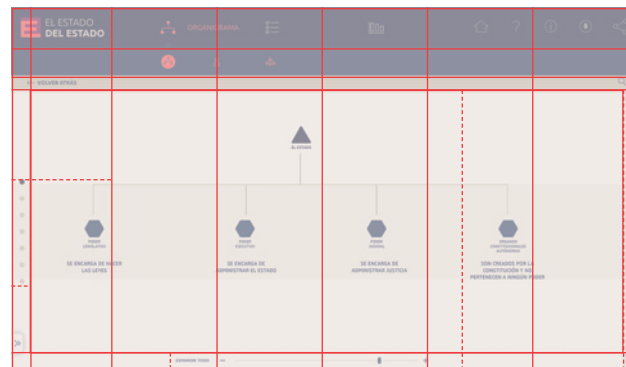 EL ESTADO
DEL ESTADO
ORGANIGRAMA
VOLVER ATRÁS
EL ESTADO
PODER
LEGISLATIVO
PODER
EJECUTIVO
PODER
JUDICIAL
ÓRGANOS
CONSTITUCIONALES
AUTÓNOMOS
SE ENCARGA DE HACER
LAS LEYES
SE ENCARGA DE
ADMINISTRAR EL ESTADO
SE ENCARGA DE
ADMINISTRAR JUSTICIA
SON CREADOS POR LA
CONSTITUCIÓN Y NO
PERTENECEN A NINGÚN PODER
EXPANDIR TODO